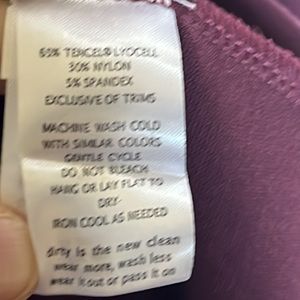 65% TENCEL® LYOCELL
30% NYLON
5% SPANDEX
EXCLUSIVE OF TRIMS
MACHINE WASH COLD
WITH SIMILAR COLORS
GENTLE CYCLE
DO NOT BLEACH
HANG OR LAY FLAT TO
DRY-
IRON COOL AS NEEDED
dirty is the new clean
wear more, wash less
wear it out or pass it on